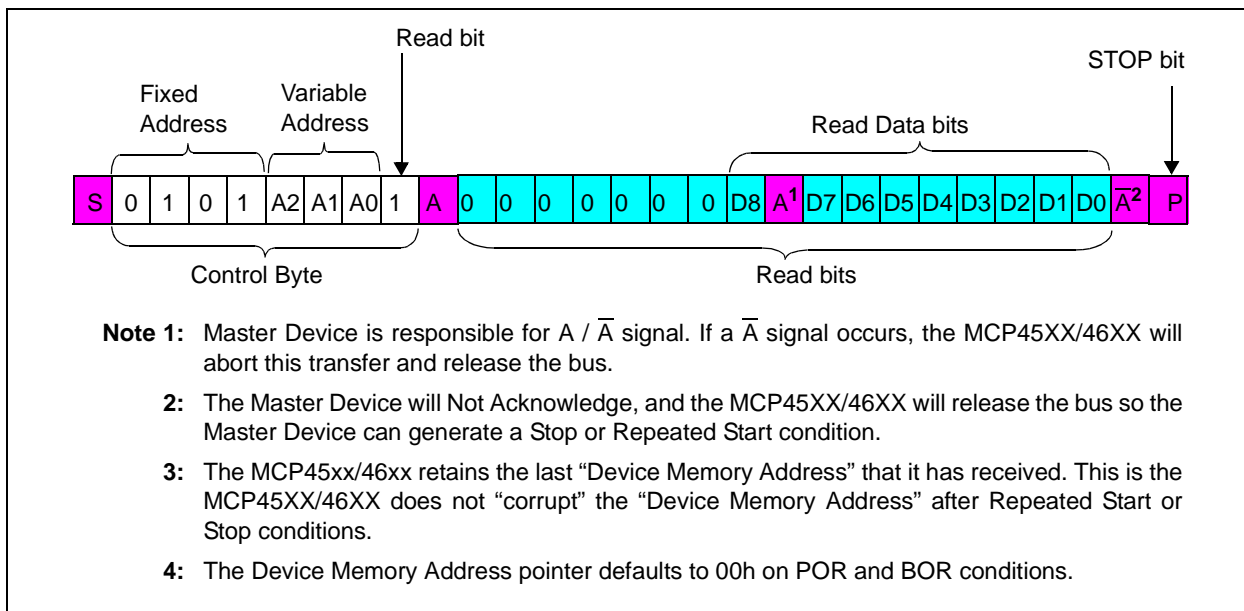 Read bit
STOP bit
Fixed Address
Variable Address
Read Data bits
S 0 1 0 1 A2 A1 A0 1 A 0 0 0 0 0 0 0 D8 A¹ D7 D6 D5 D4 D3 D2 D1 D0 A̅² P
Control Byte
Read bits
Note 1: Master Device is responsible for A / A̅ signal. If a A̅ signal occurs, the MCP45XX/46XX will
abort this transfer and release the bus.
2: The Master Device will Not Acknowledge, and the MCP45XX/46XX will release the bus so the
Master Device can generate a Stop or Repeated Start condition.
3: The MCP45xx/46xx retains the last “Device Memory Address” that it has received. This is the
MCP45XX/46XX does not “corrupt” the “Device Memory Address” after Repeated Start or
Stop conditions.
4: The Device Memory Address pointer defaults to 00h on POR and BOR conditions.